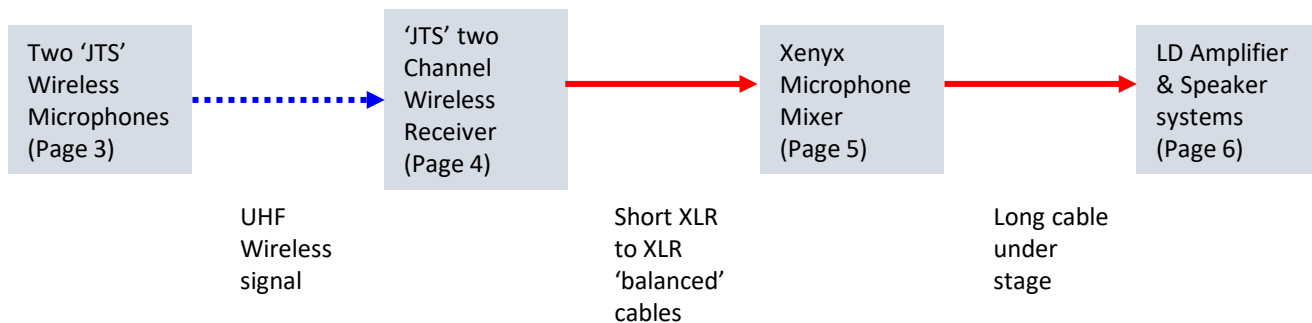 Two ‘JTS’
Wireless
Microphones
(Page 3)
‘JTS’ two
Channel
Wireless
Receiver
(Page 4)
Xenyx
Microphone
Mixer
(Page 5)
LD Amplifier
& Speaker
systems
(Page 6)
UHF
Wireless
signal
Short XLR
to XLR
‘balanced’
cables
Long cable
under
stage